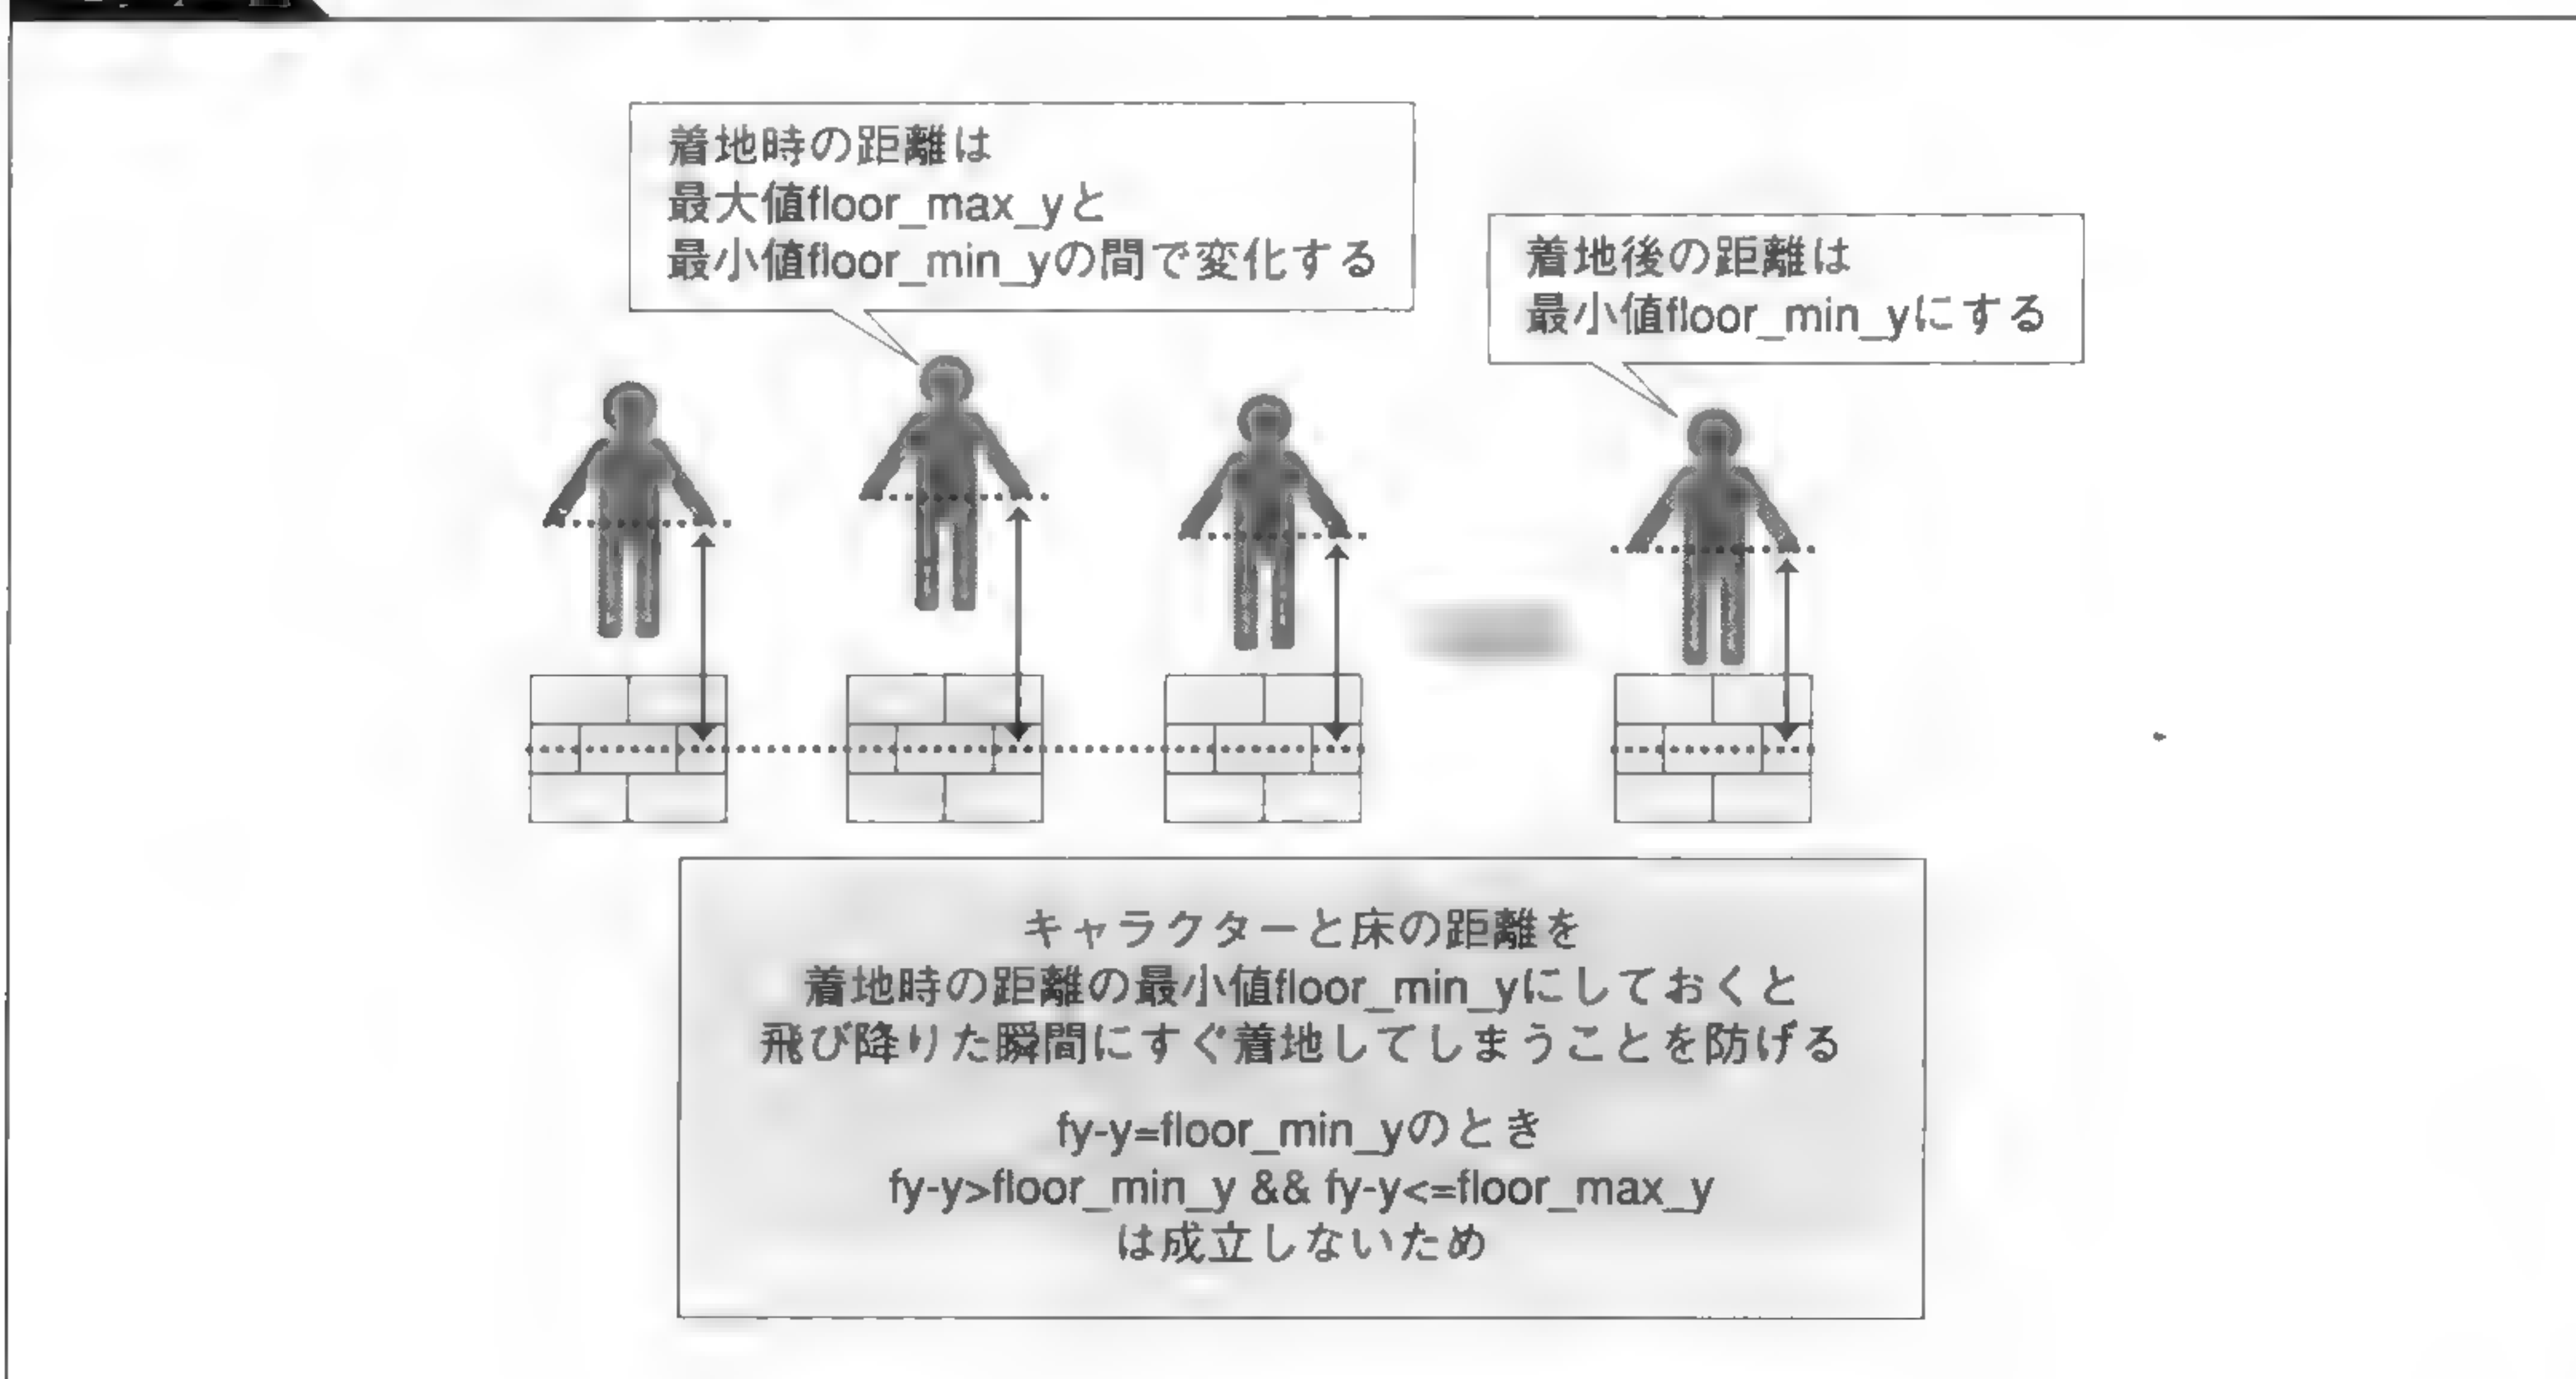 着地時の距離は
最大値floor_max_yと
最小値floor_min_yの間で変化する
着地後の距離は
最小値floor_min_yにする
キャラクターと床の距離を
着地時の距離の最小値floor_min_yにしておくと
飛び降りた瞬間にすぐ着地してしまうことを防げる
fy-y=floor_min_yのとき
fy-y>floor_min_y && fy-y<=floor_max_y
は成立しないため